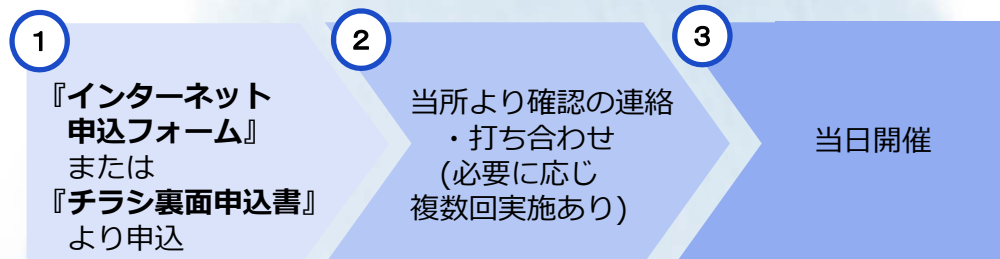 1
『インターネット
申込フォーム』
または
『チラシ裏面申込書』
より申込
2
当所より確認の連絡
・打ち合わせ
(必要に応じ
複数回実施あり)
3
当日開催